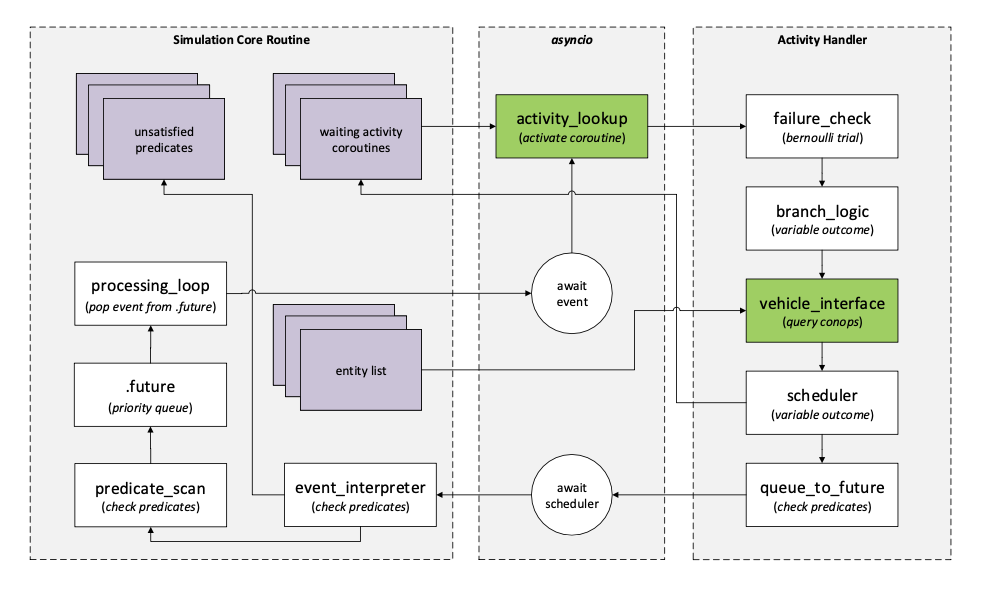 Simulation Core Routine
unsatisfied
predicates
waiting activity
coroutines
processing_loop
(pop event from .future)
entity list
.future
(priority queue)
predicate_scan
(check predicates)
event_interpreter
(check predicates)
asyncio
activity_lookup
(activate coroutine)
await
event
await
scheduler
Activity Handler
failure_check
(bernoulli trial)
branch_logic
(variable outcome)
vehicle_interface
(query conops)
scheduler
(variable outcome)
queue_to_future
(check predicates)